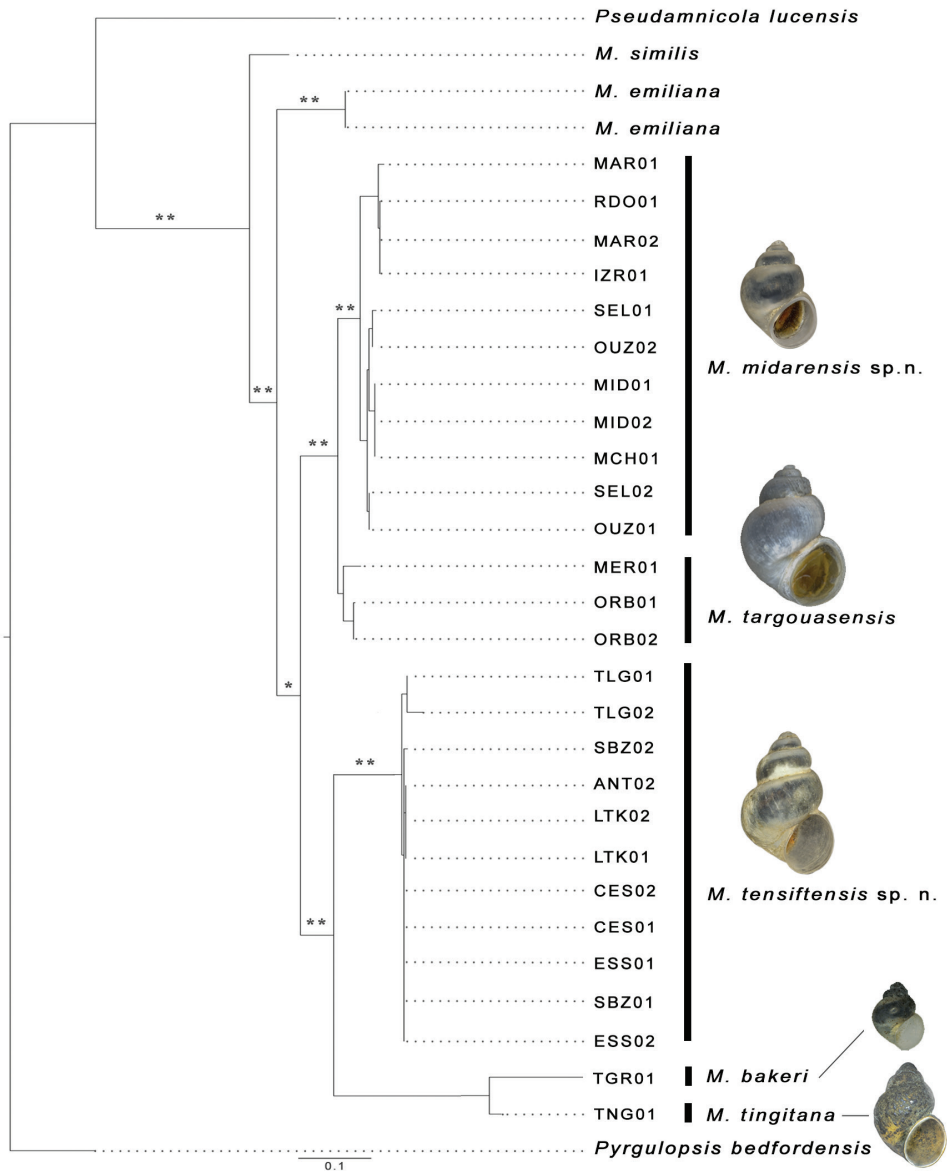 Pseudamnicola lucensis
M. similis
**
M. emiliana
M. emiliana
MAR01
RDO01
**
MAR02
IZR01
**
SEL01
OUZ02
M. midarensis sp.n.
MID01
**
MID02
**
MCH01
SEL02
OUZ01
MER01
ORB01
M. targouasensis
ORB02
TLG01
*
TLG02
SBZ02
**
ANT02
LTK02
LTK01
CES02
M. tensiftensis sp. n.
**
CES01
ESS01
SBZ01
ESS02
TGR01
M. bakeri
TNG01
M. tingitana
Pyrgulopsis bedfordensis
0.1